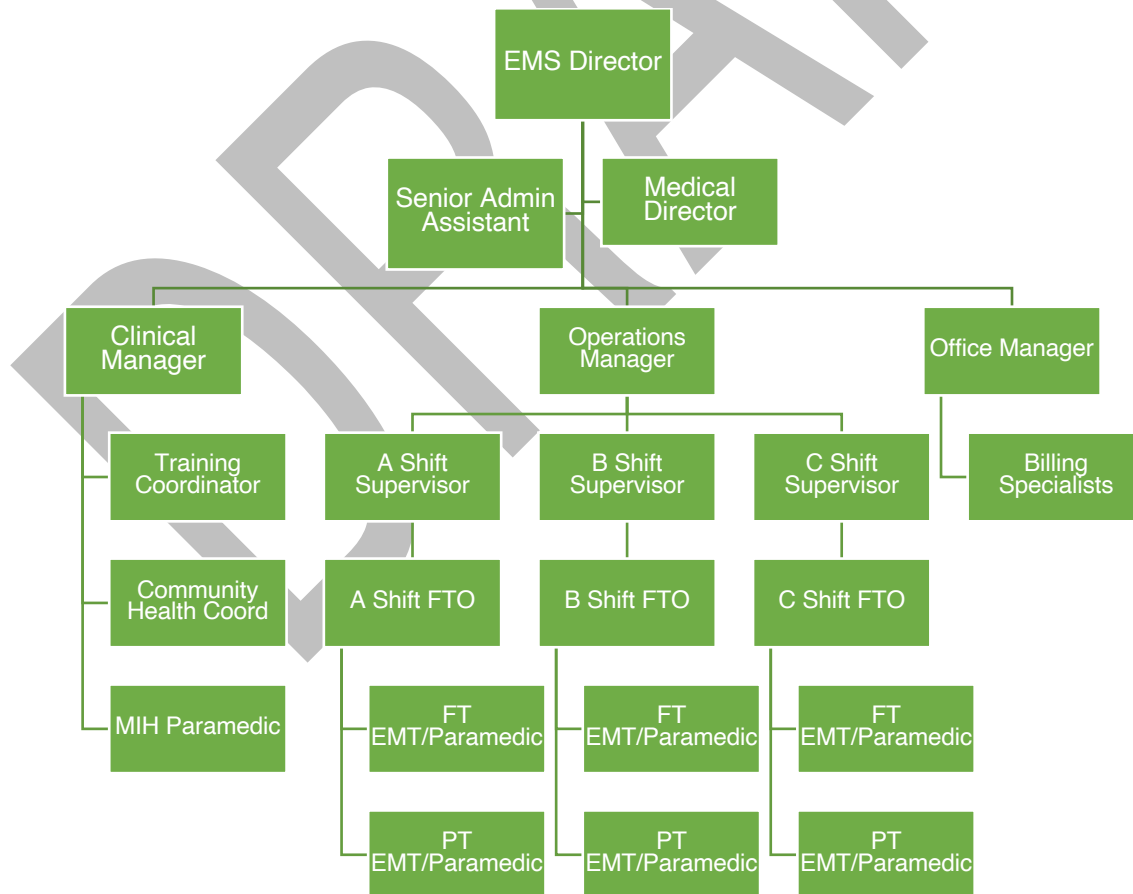 EMS Director
Senior Admin
Assistant
Medical
Director
Clinical
Manager
Operations
Manager
Office Manager
Training
Coordinator
A Shift
Supervisor
B Shift
Supervisor
C Shift
Supervisor
Billing
Specialists
Community
Health Coord
A Shift FTO
B Shift FTO
C Shift FTO
MIH Paramedic
FT
EMT/Paramedic
FT
EMT/Paramedic
FT
EMT/Paramedic
PT
EMT/Paramedic
PT
EMT/Paramedic
PT
EMT/Paramedic